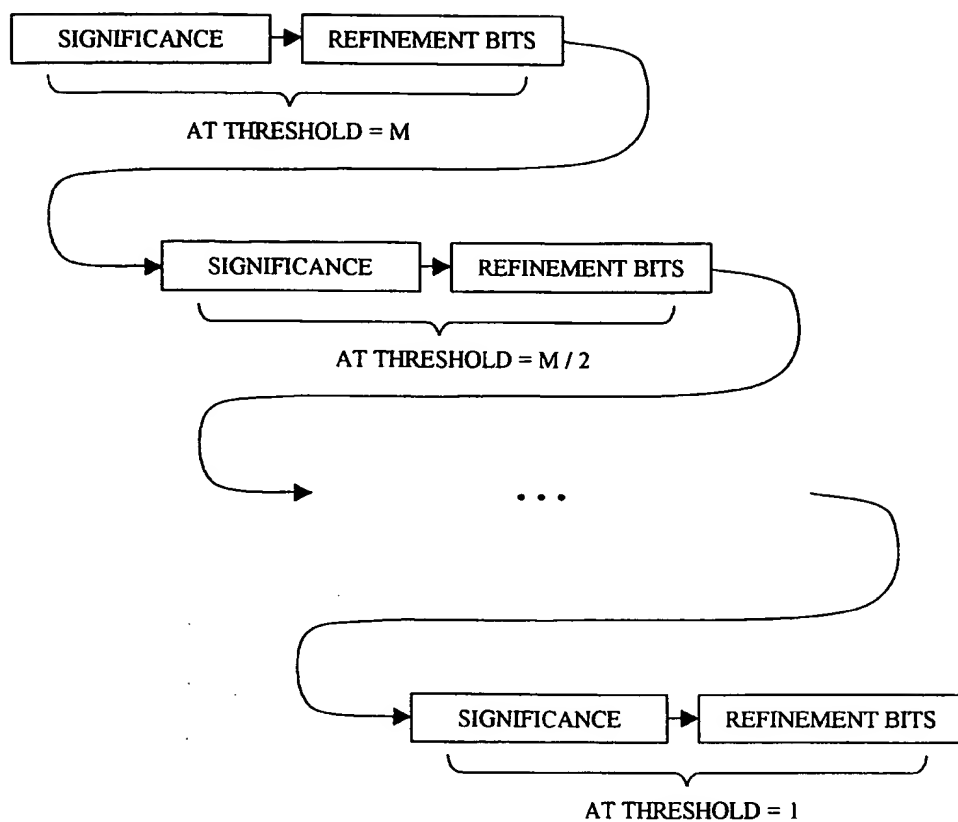 SIGNIFICANCE REFINEMENT BITS
AT THRESHOLD = M
SIGNIFICANCE REFINEMENT BITS
AT THRESHOLD = M / 2
• • •
SIGNIFICANCE REFINEMENT BITS
AT THRESHOLD = 1